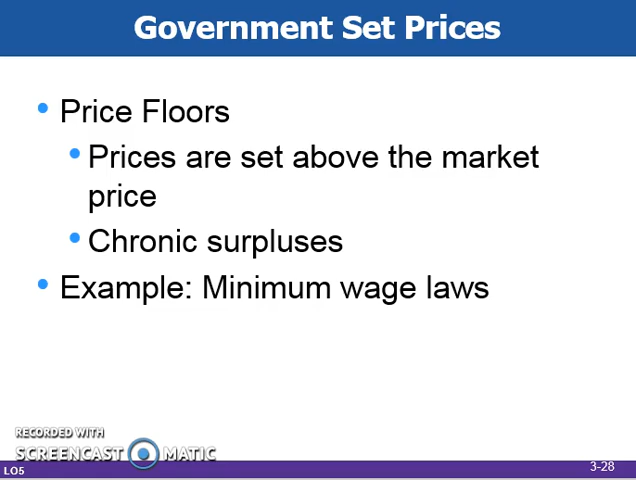 Government Set Prices
• Price Floors
• Prices are set above the market
price
• Chronic surpluses
• Example: Minimum wage laws
RECORDED WITH
SCREENCAST MATIC
LO5
3-28